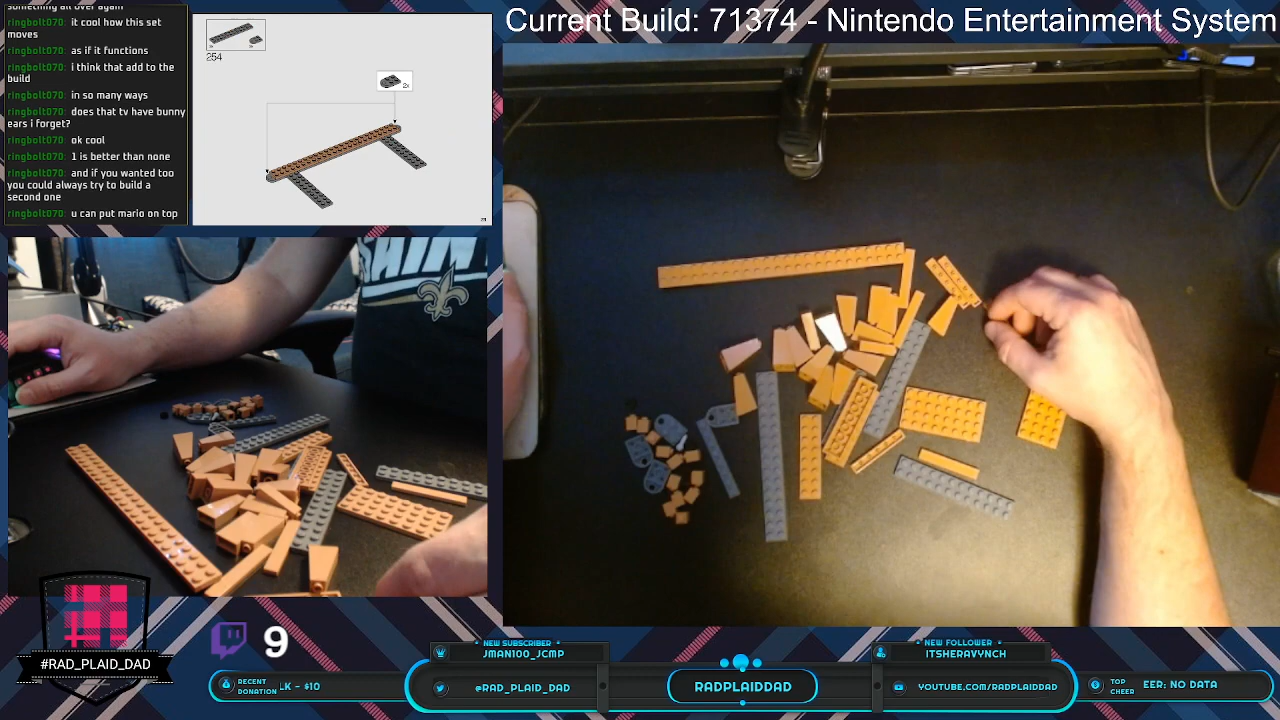 something all over again
ringbolt070: it cool how this set
moves
ringbolt070: as if it functions
ringbolt070: i think that add to the
build
ringbolt070: in so many ways
ringbolt070: does that tv have bunny
ears i forget?
ringbolt070: ok cool
ringbolt070: 1 is better than none
ringbolt070: and if you wanted too
you could always try to build a
second one
ringbolt070: u can put mario on top
254
2x
Current Build: 71374 - Nintendo Entertainment System
#RAD_PLAID_DAD
9
RECENT
DONATION
LK - $10
NEW SUBSCRIBER
JMAN100_JCMP
@RAD_PLAID_DAD
RADPLAIDDAD
NEW FOLLOWER
ITSHERAVYNCH
YOUTUBE.COM/RADPLAIDDAD
TOP
CHEER
EER: NO DATA